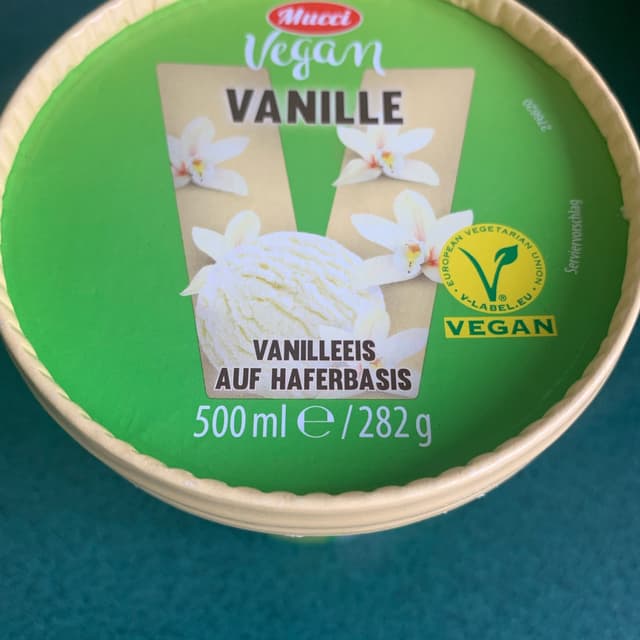 Mucci
Vegan
VANILLE
Serviervorschlag
EUROPEAN VEGETARIAN UNION
V-LABEL.EU
VEGAN
VANILLEEIS
AUF HAFERBASIS
500 ml ℮ / 282 g